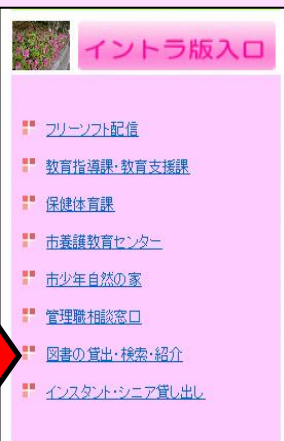 イントラ版入口
フリーソフト配信
教育指導課・教育支援課
保健体育課
市養護教育センター
市少年自然の家
管理職相談窓口
図書の貸出・検索・紹介
インスタント・シニア貸し出し